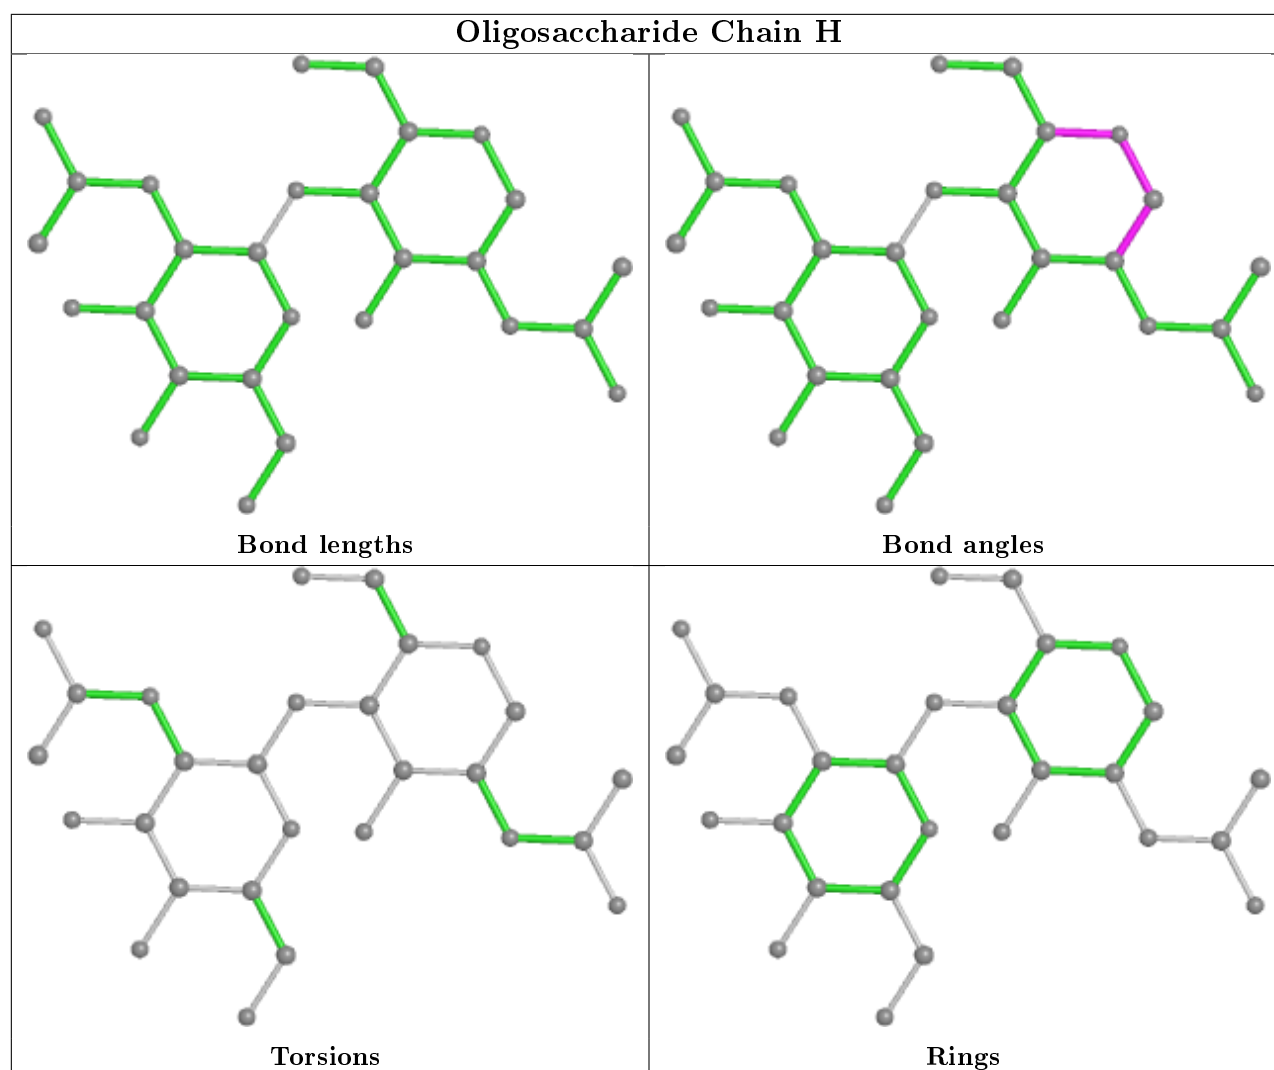 Oligosaccharide Chain H
Bond lengths
Bond angles
Torsions
Rings